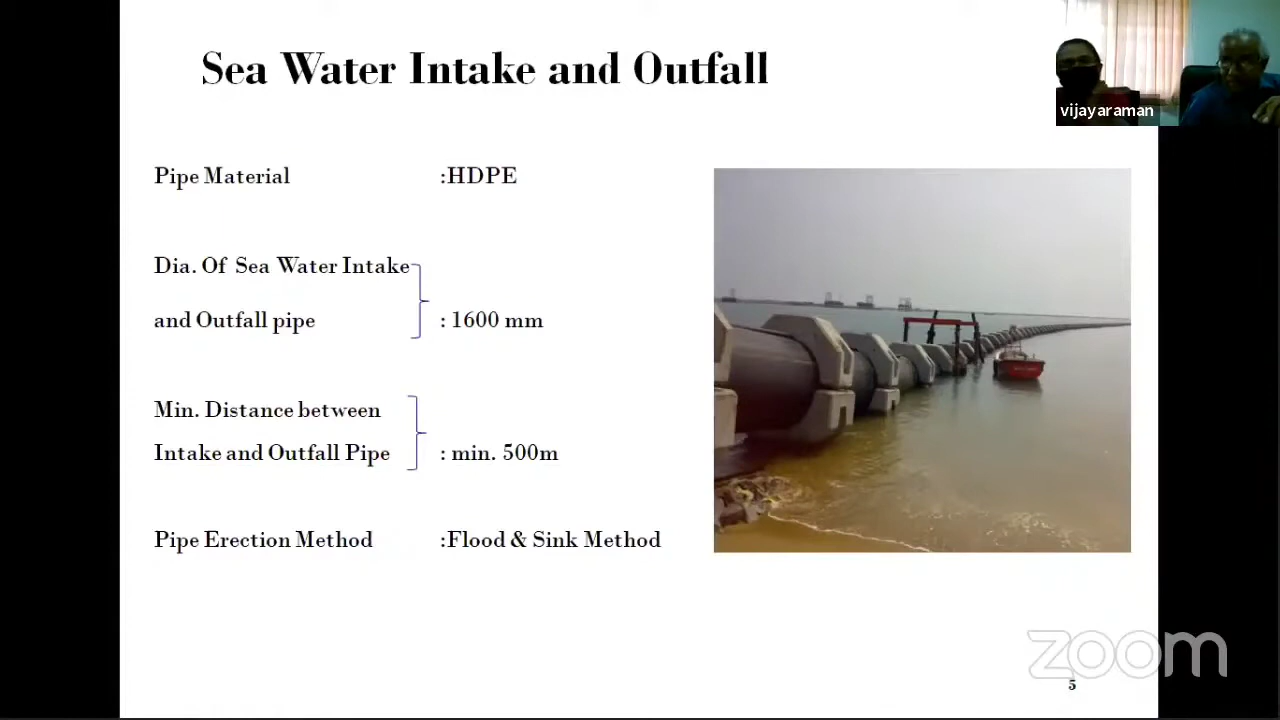 Sea Water Intake and Outfall
vijayaraman
Pipe Material :HDPE
Dia. Of Sea Water Intake
and Outfall pipe : 1600 mm
Min. Distance between
Intake and Outfall Pipe : min. 500m
Pipe Erection Method :Flood & Sink Method
zoom
5